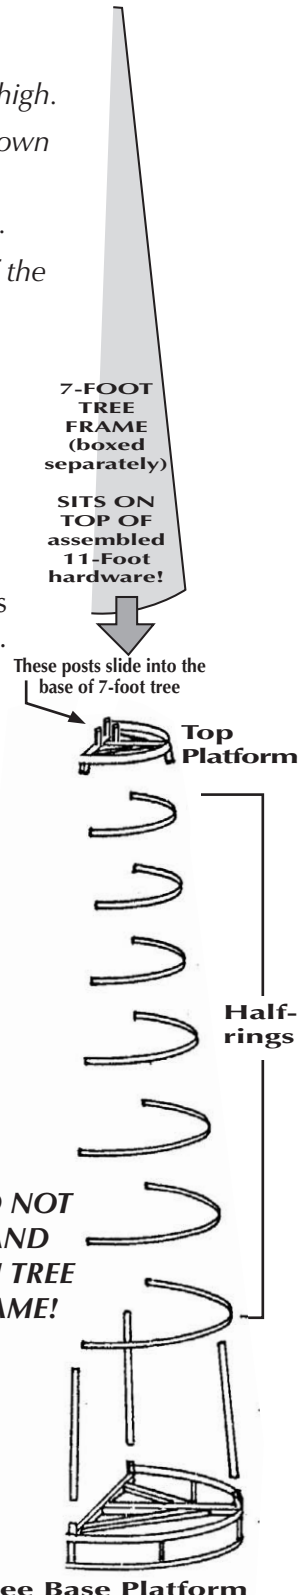 high.
own
.
the
7-FOOT
TREE
FRAME
(boxed
separately)
SITS ON
TOP OF
assembled
11-Foot
hardware!
s
.
These posts slide into the
base of 7-foot tree
Top
Platform
Half-
rings
NOT
AND
TREE
AME!
ee Base Platform